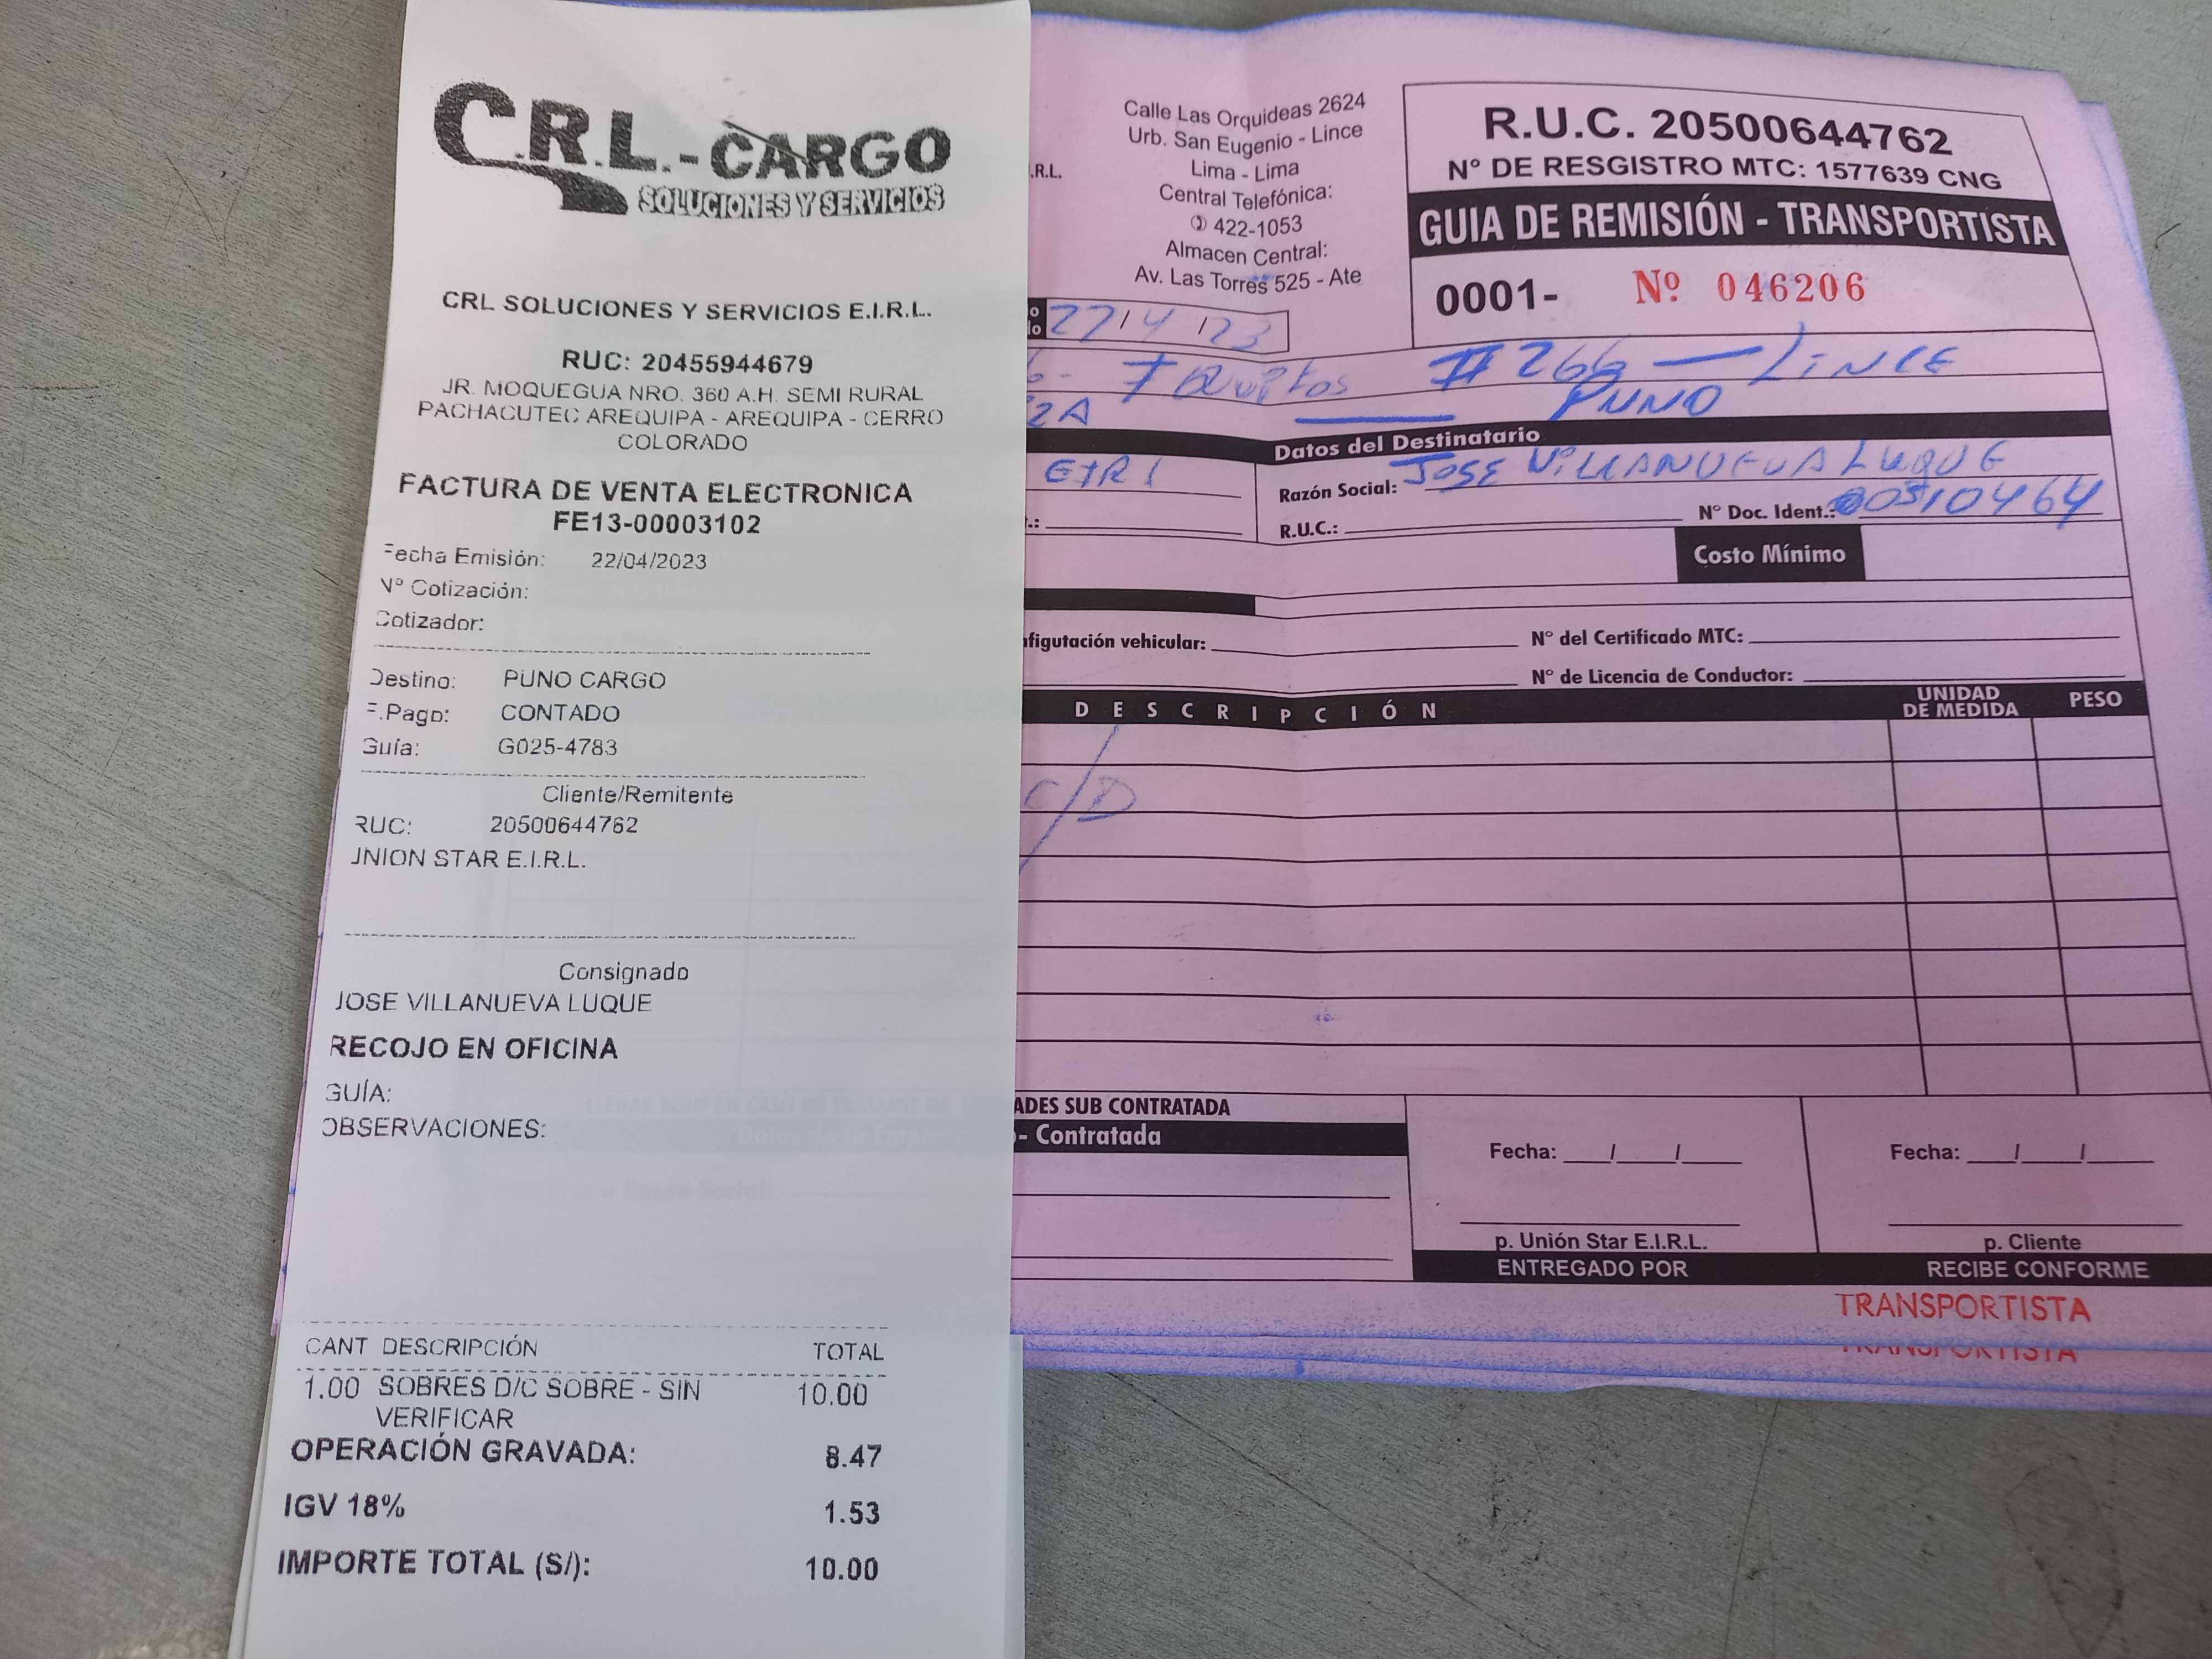 C.R.L.-CARGO
SOLUCIONES Y SERVICIOS
CRL SOLUCIONES Y SERVICIOS E.I.R.L.
RUC: 20455944679
JR. MOQUEGUA NRO. 360 A.H. SEMI RURAL
PACHACUTEC AREQUIPA - AREQUIPA - CERRO
COLORADO
FACTURA DE VENTA ELECTRONICA
FE13-00003102
Fecha Emisión: 22/04/2023
Nº Cotización:
Cotizador:
Destino: PUNO CARGO
F.Pago: CONTADO
Guía: G025-4783
Cliente/Remitente
RUC: 20500644762
UNION STAR E.I.R.L.
Consignado
JOSE VILLANUEVA LUQUE
RECOJO EN OFICINA
GUÍA:
OBSERVACIONES:
CANT DESCRIPCIÓN TOTAL
1.00 SOBRES D/C SOBRE - SIN 10.00
VERIFICAR
OPERACIÓN GRAVADA: 8.47
IGV 18% 1.53
IMPORTE TOTAL (S/): 10.00
.R.L.
Calle Las Orquideas 2624
Urb. San Eugenio - Lince
Lima - Lima
Central Telefónica:
422-1053
Almacen Central:
Av. Las Torres 525 - Ate
R.U.C. 20500644762
Nº DE RESGISTRO MTC: 1577639 CNG
GUIA DE REMISIÓN - TRANSPORTISTA
0001- Nº 046206
# 266 — LINCE
PUNO
EIRL
Datos del Destinatario
Razón Social: JOSE VILLANUEVA LUQUE
R.U.C.: Nº Doc. Ident.:
Costo Mínimo
figutación vehicular: Nº del Certificado MTC:
Nº de Licencia de Conductor:
DESCRIPCIÓN UNIDAD DE MEDIDA PESO
C/D
ADES SUB CONTRATADA
- Contratada
Fecha: / / Fecha: / /
p. Unión Star E.I.R.L. p. Cliente
ENTREGADO POR RECIBE CONFORME
TRANSPORTISTA
TRANSPORTISTA